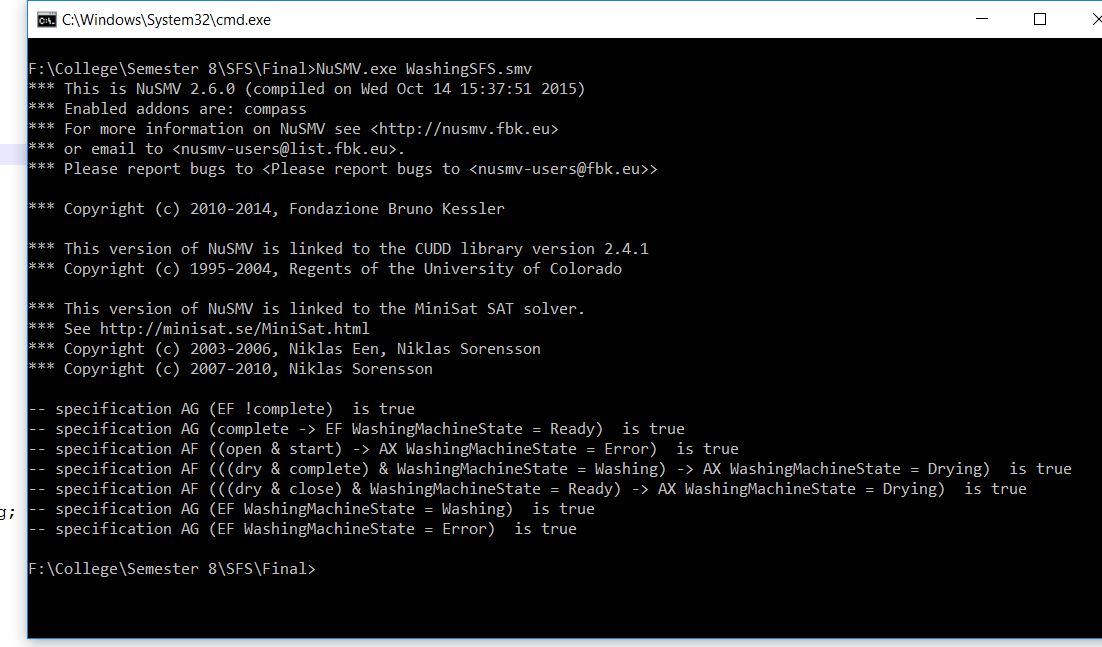 C:\Windows\System32\cmd.exe
F:\College\Semester 8\SFS\Final>NuSMV.exe WashingSFS.smv
*** This is NuSMV 2.6.0 (compiled on Wed Oct 14 15:37:51 2015)
*** Enabled addons are: compass
*** For more information on NuSMV see <http://nusmv.fbk.eu>
*** or email to <nusmv-users@list.fbk.eu>.
*** Please report bugs to <Please report bugs to <nusmv-users@fbk.eu>>
*** Copyright (c) 2010-2014, Fondazione Bruno Kessler
*** This version of NuSMV is linked to the CUDD library version 2.4.1
*** Copyright (c) 1995-2004, Regents of the University of Colorado
*** This version of NuSMV is linked to the MiniSat SAT solver.
*** See http://minisat.se/MiniSat.html
*** Copyright (c) 2003-2006, Niklas Een, Niklas Sorensson
*** Copyright (c) 2007-2010, Niklas Sorensson
-- specification AG (EF !complete)  is true
-- specification AG (complete -> EF WashingMachineState = Ready)  is true
-- specification AF ((open & start) -> AX WashingMachineState = Error)  is true
-- specification AF (((dry & complete) & WashingMachineState = Washing) -> AX WashingMachineState = Drying)  is true
-- specification AF (((dry & close) & WashingMachineState = Ready) -> AX WashingMachineState = Drying)  is true
-- specification AG (EF WashingMachineState = Washing)  is true
-- specification AG (EF WashingMachineState = Error)  is true
F:\College\Semester 8\SFS\Final>
g;